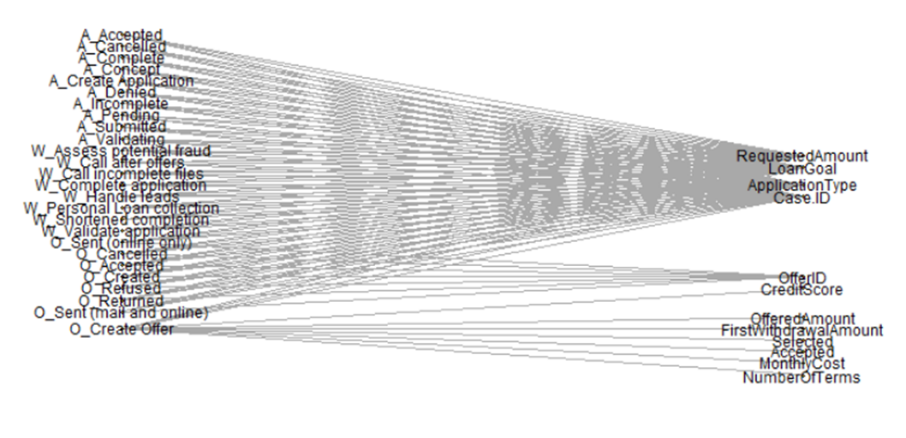 A_Accepted
A_Cancelled
A_Complete
A_Concept
A_Create Application
A_Denied
A_Incomplete
A_Pending
A_Submitted
A_Validating
W_Assess potential fraud
W_Call after offers
W_Call incomplete files
W_Complete application
W_Handle leads
W_Personal Loan collection
W_Shortened completion
W_Validate application
O_Sent (online only)
O_Cancelled
O_Accepted
O_Created
O_Refused
O_Returned
O_Sent (mail and online)
O_Create Offer
RequestedAmount
LoanGoal
ApplicationType
Case.ID
OfferID
CreditScore
OfferedAmount
FirstWithdrawalAmount
Selected
Accepted
MonthlyCost
NumberOfTerms